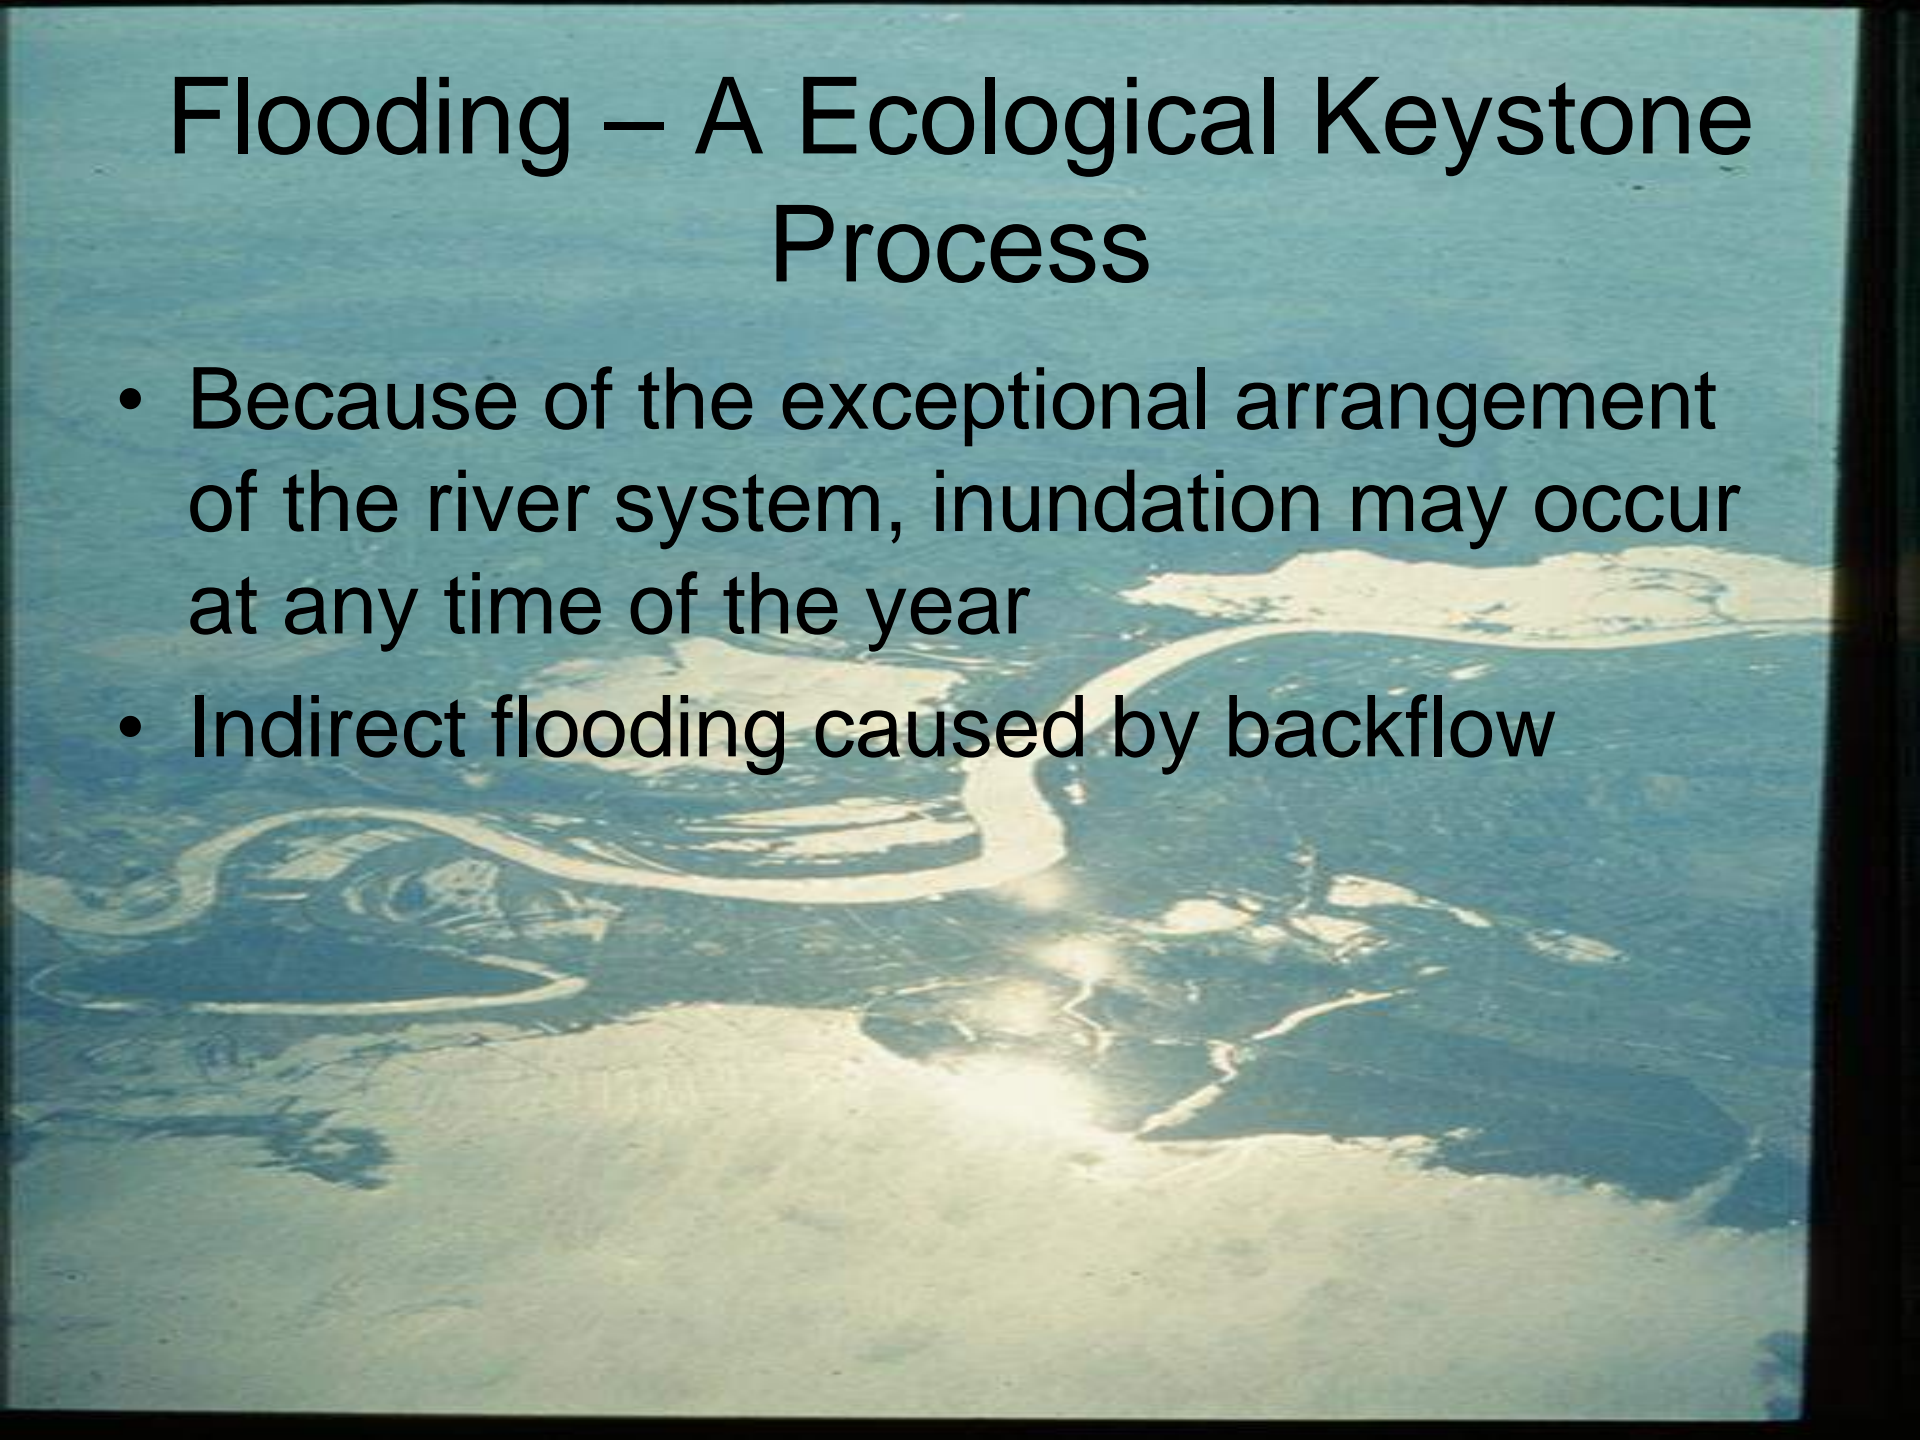 Flooding – A Ecological Keystone
Process
• Because of the exceptional arrangement
of the river system, inundation may occur
at any time of the year
• Indirect flooding caused by backflow